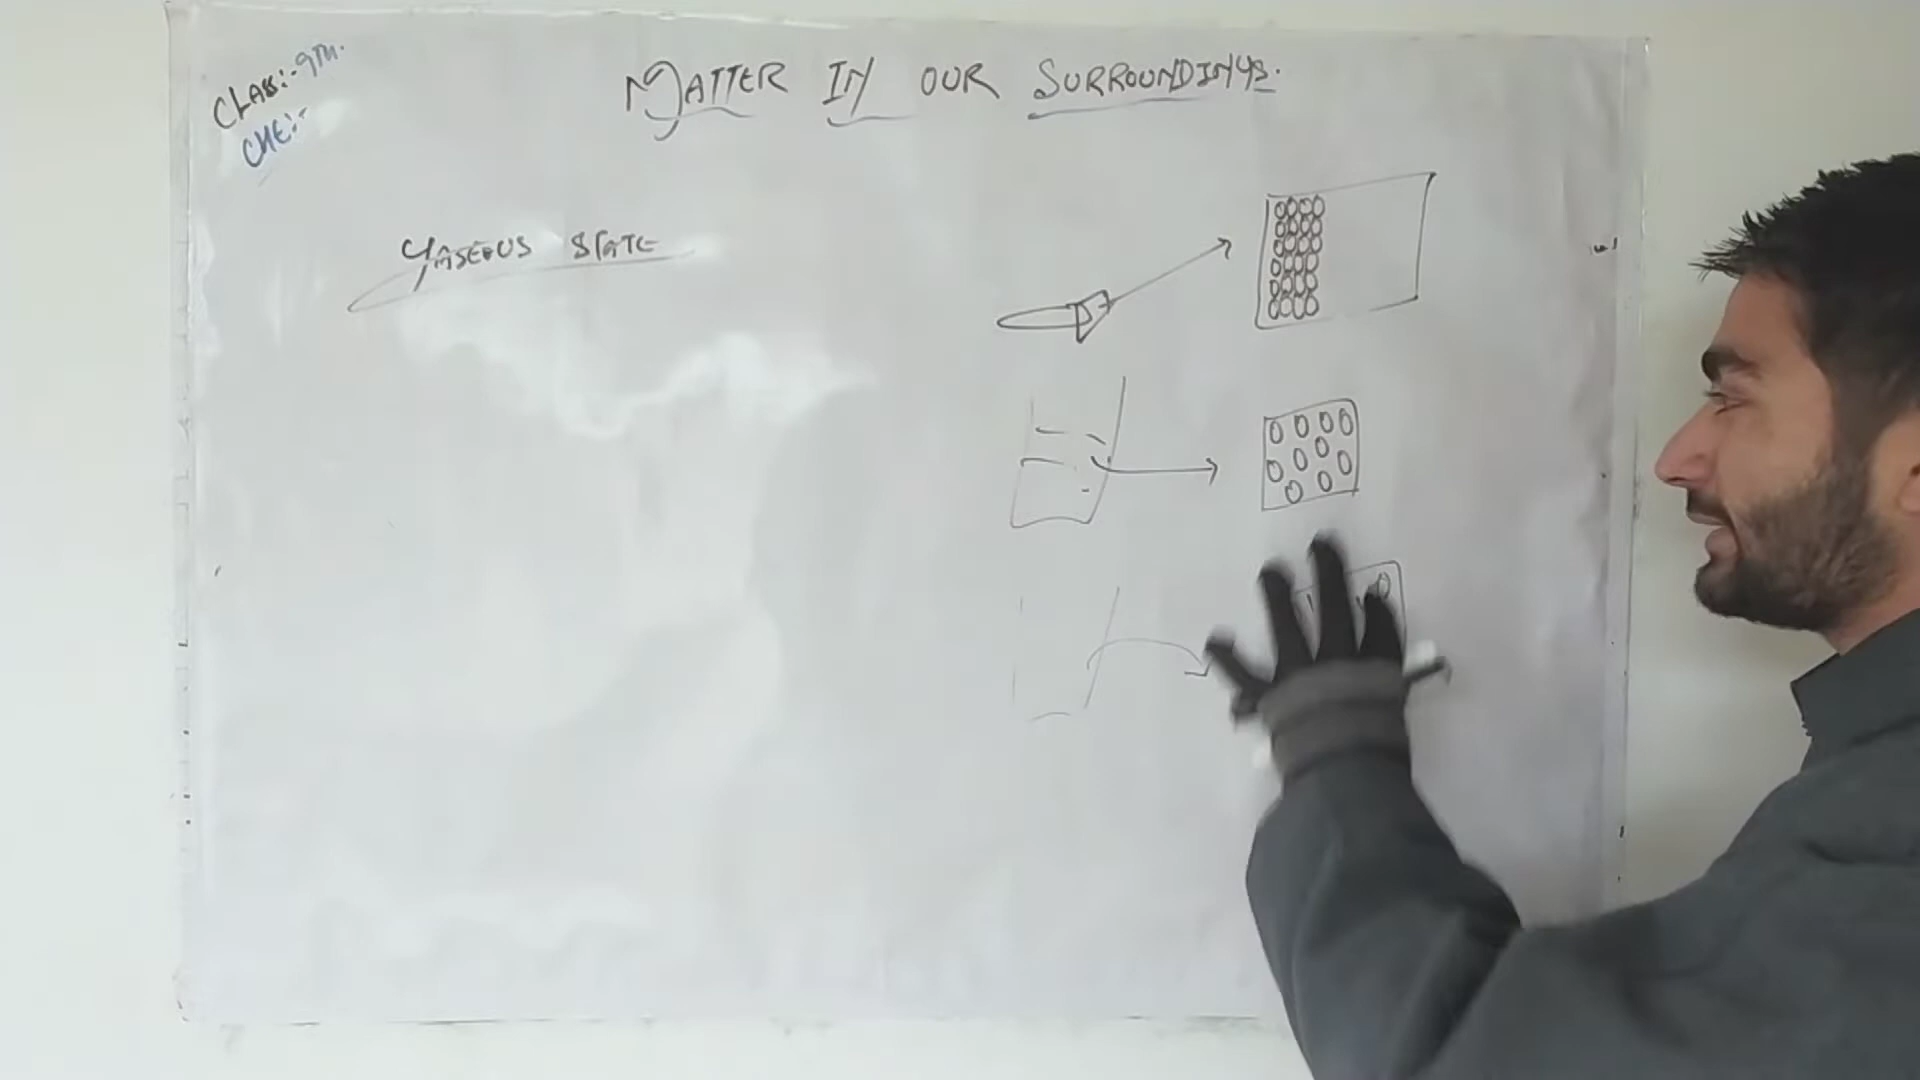 CLASS:- 9TH.
CHE:-
MATTER IN OUR SURROUNDINGS.
GASEOUS STATE